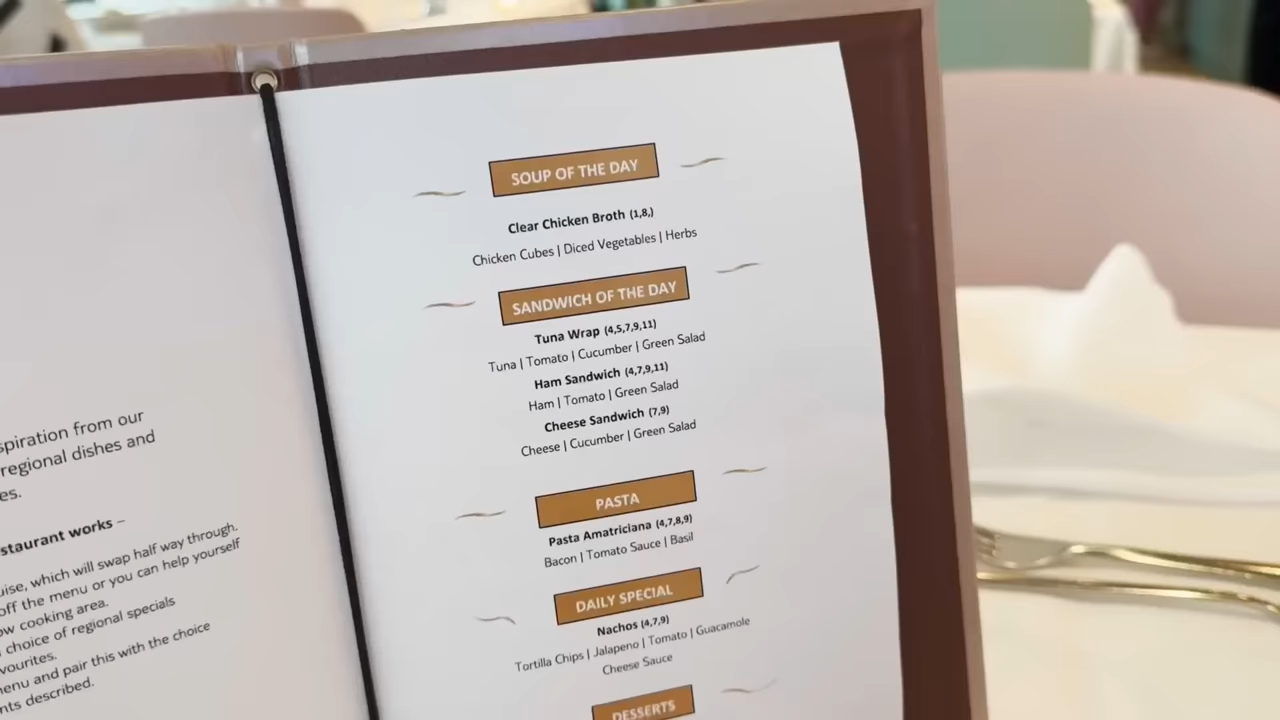 spiration from our
regional dishes and
es.
staurant works –
uise, which will swap half way through.
off the menu or you can help yourself
ow cooking area.
choice of regional specials
vourites.
enu and pair this with the choice
nts described.
SOUP OF THE DAY
Clear Chicken Broth (1,8,)
Chicken Cubes | Diced Vegetables | Herbs
SANDWICH OF THE DAY
Tuna Wrap (4,5,7,9,11)
Tuna | Tomato | Cucumber | Green Salad
Ham Sandwich (4,7,9,11)
Ham | Tomato | Green Salad
Cheese Sandwich (7,9)
Cheese | Cucumber | Green Salad
PASTA
Pasta Amatriciana (4,7,8,9)
Bacon | Tomato Sauce | Basil
DAILY SPECIAL
Nachos (4,7,9)
Tortilla Chips | Jalapeno | Tomato | Guacamole
Cheese Sauce
DESSERTS